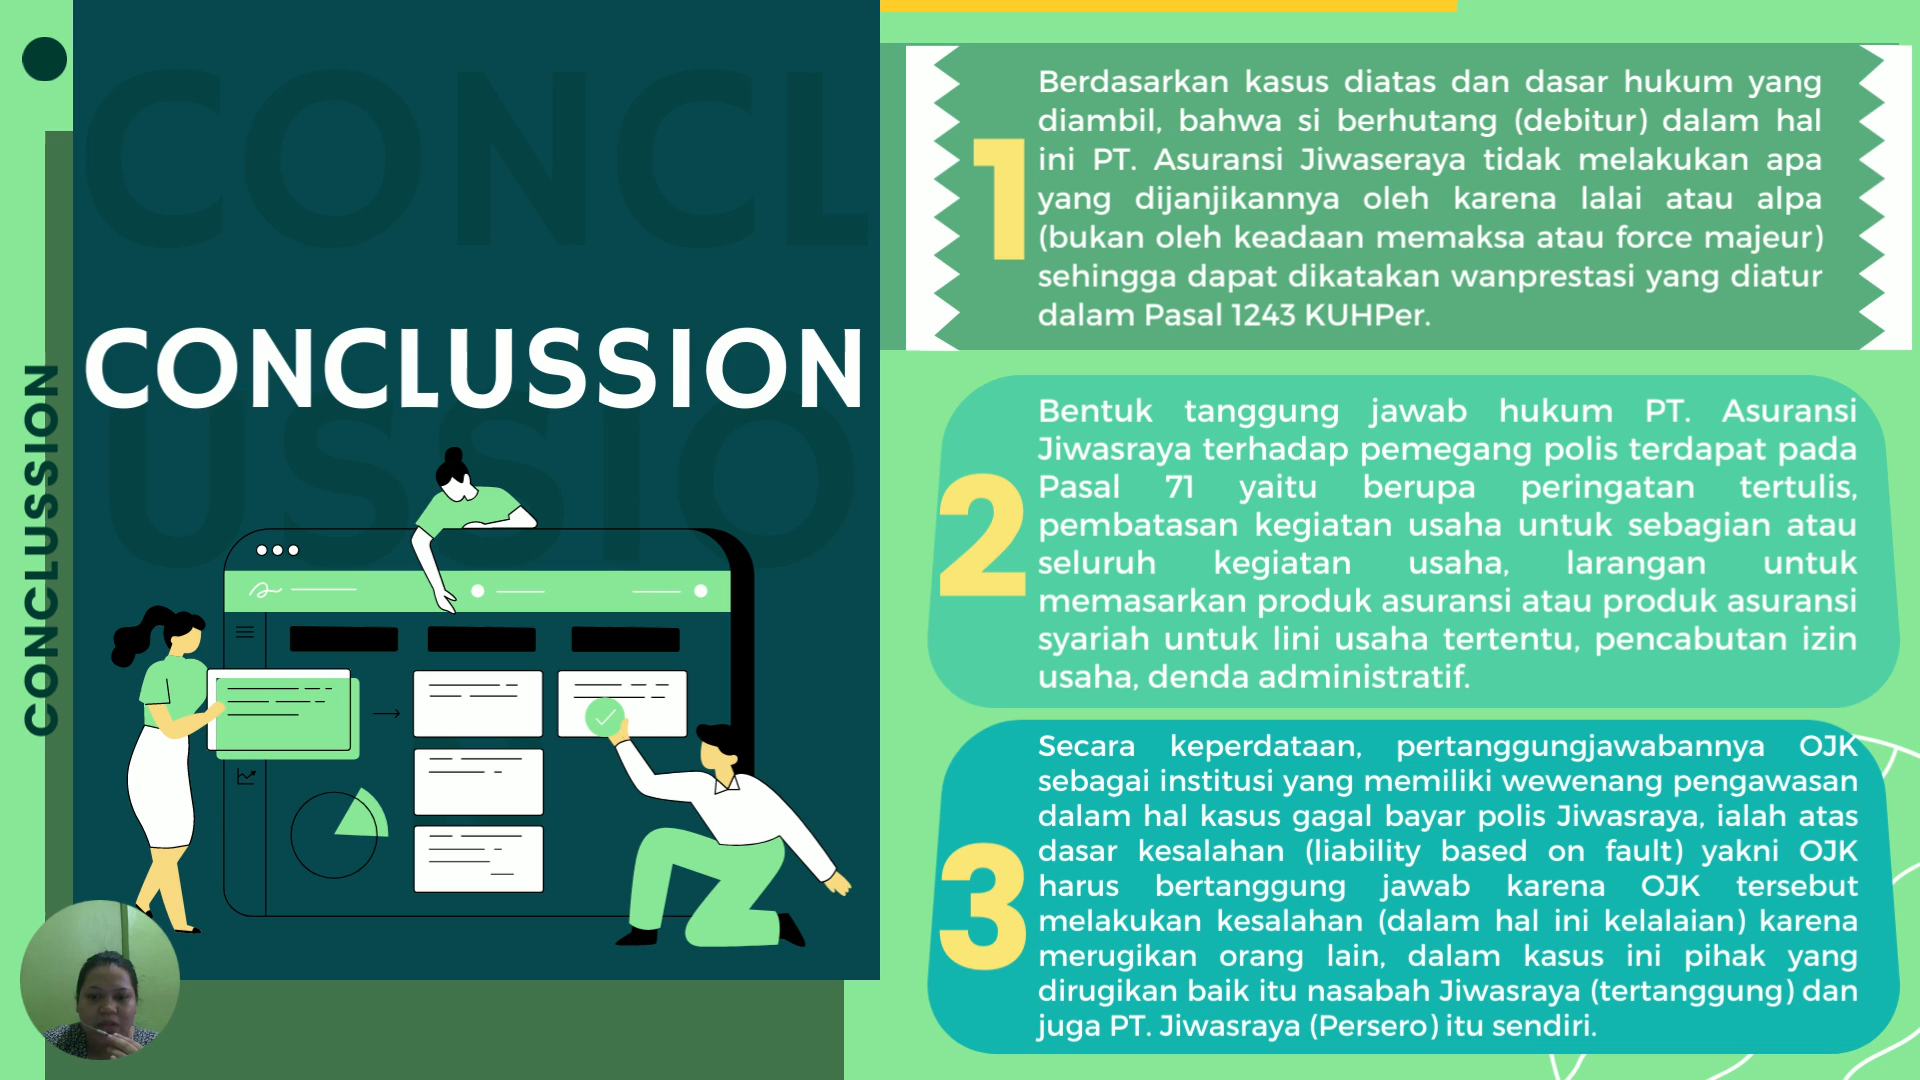 CONCLUSSION
CONCL
CONCLUSSION
USSIO
1
Berdasarkan kasus diatas dan dasar hukum yang
diambil, bahwa si berhutang (debitur) dalam hal
ini PT. Asuransi Jiwaseraya tidak melakukan apa
yang dijanjikannya oleh karena lalai atau alpa
(bukan oleh keadaan memaksa atau force majeur)
sehingga dapat dikatakan wanprestasi yang diatur
dalam Pasal 1243 KUHPer.
2
Bentuk tanggung jawab hukum PT. Asuransi
Jiwasraya terhadap pemegang polis terdapat pada
Pasal 71 yaitu berupa peringatan tertulis,
pembatasan kegiatan usaha untuk sebagian atau
seluruh kegiatan usaha, larangan untuk
memasarkan produk asuransi atau produk asuransi
syariah untuk lini usaha tertentu, pencabutan izin
usaha, denda administratif.
3
Secara keperdataan, pertanggungjawabannya OJK
sebagai institusi yang memiliki wewenang pengawasan
dalam hal kasus gagal bayar polis Jiwasraya, ialah atas
dasar kesalahan (liability based on fault) yakni OJK
harus bertanggung jawab karena OJK tersebut
melakukan kesalahan (dalam hal ini kelalaian) karena
merugikan orang lain, dalam kasus ini pihak yang
dirugikan baik itu nasabah Jiwasraya (tertanggung) dan
juga PT. Jiwasraya (Persero) itu sendiri.